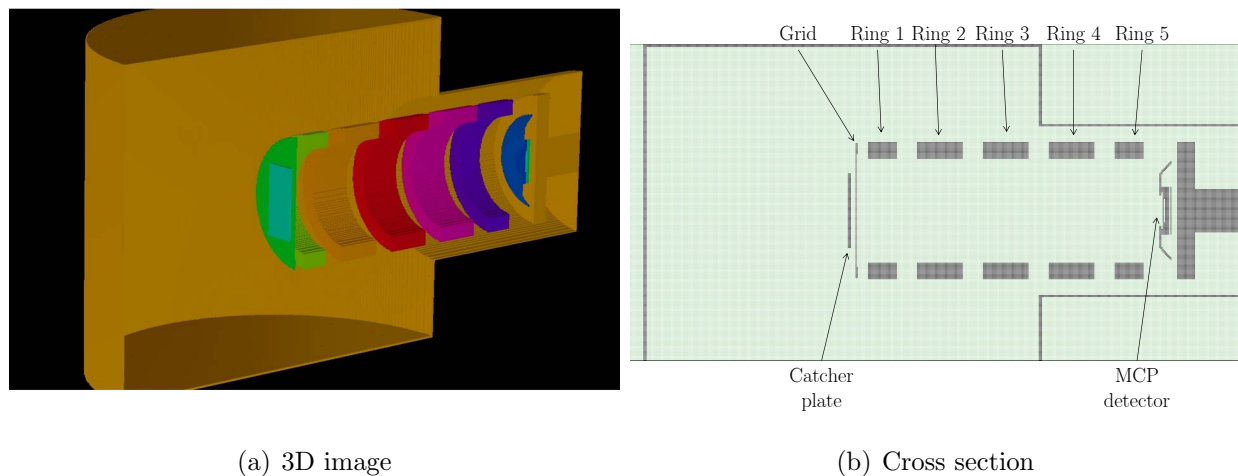 Grid Ring 1 Ring 2 Ring 3 Ring 4 Ring 5
Catcher
plate
MCP
detector
(a) 3D image
(b) Cross section